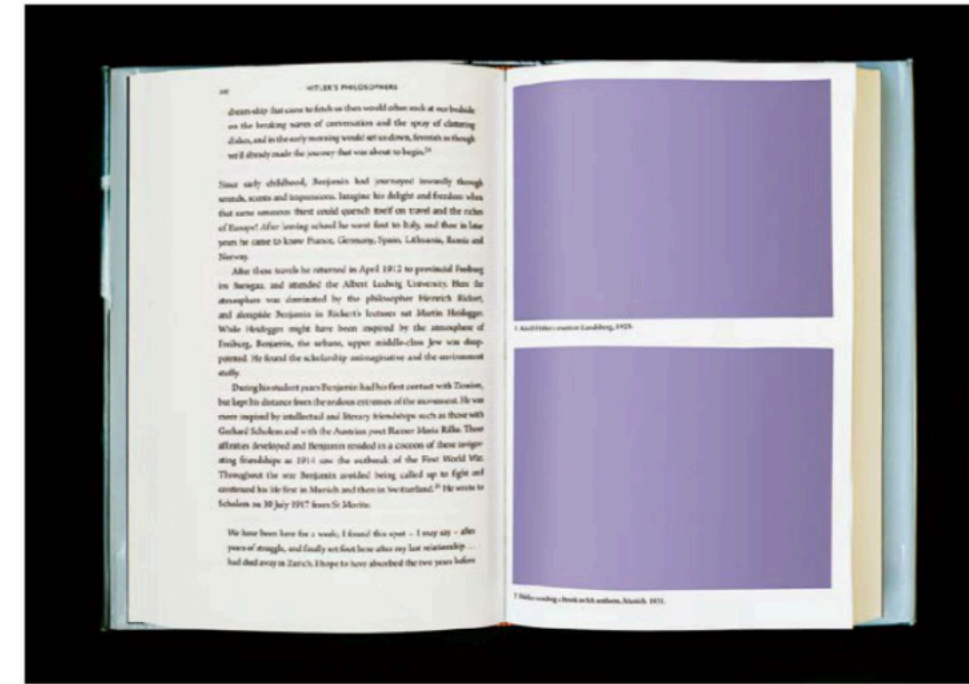 HITLER'S PHILOSOPHERS
dream-ship that came to fetch us then would often rock at our bedside
on the breaking waves of conversation and the spray of clattering
dishes, and in the early morning would set us down, feverish as though
we'd already made the journey that was about to begin.
Since early childhood, Benjamin had journeyed inwardly through
sounds, scents and impressions. Imagine his delight and freedom when
that same sensuous thirst could quench itself on travel and the riches
of Europe! After leaving school he went first to Italy, and then in later
years he came to know France, Germany, Spain, Lithuania, Russia and
Norway.
After these travels he returned in April 1912 to provincial Freiburg
im Breisgau, and attended the Albert Ludwig University. Here the
atmosphere was dominated by the philosopher Heinrich Rickert,
and alongside Benjamin in Rickert's lectures sat Martin Heidegger.
While Heidegger might have been inspired by the atmosphere of
Freiburg, Benjamin, the urbane, upper middle-class Jew was disap-
pointed. He found the scholarship unimaginative and the environment
stuffy.
During his student years Benjamin had his first contact with Zionism,
but kept his distance from the zealous extremes of the movement. He was
more inspired by intellectual and literary friendships such as those with
Gerhard Scholem and with the Austrian poet Rainer Maria Rilke. These
affinities developed and Benjamin resided in a cocoon of these invigor-
ating friendships as 1914 saw the outbreak of the First World War.
Throughout the war Benjamin avoided being called up to fight and
continued his life first in Munich and then in Switzerland. He wrote to
Scholem on 30 July 1917 from St Moritz:
We have been here for a week; I found this spot – I may say – after
years of struggle, and finally set foot here after my last relationship ...
had died away in Zurich. I hope to have absorbed the two years before
1 Adolf Hitler's Landsberg,
Hitler reading a book Munich, 1931.